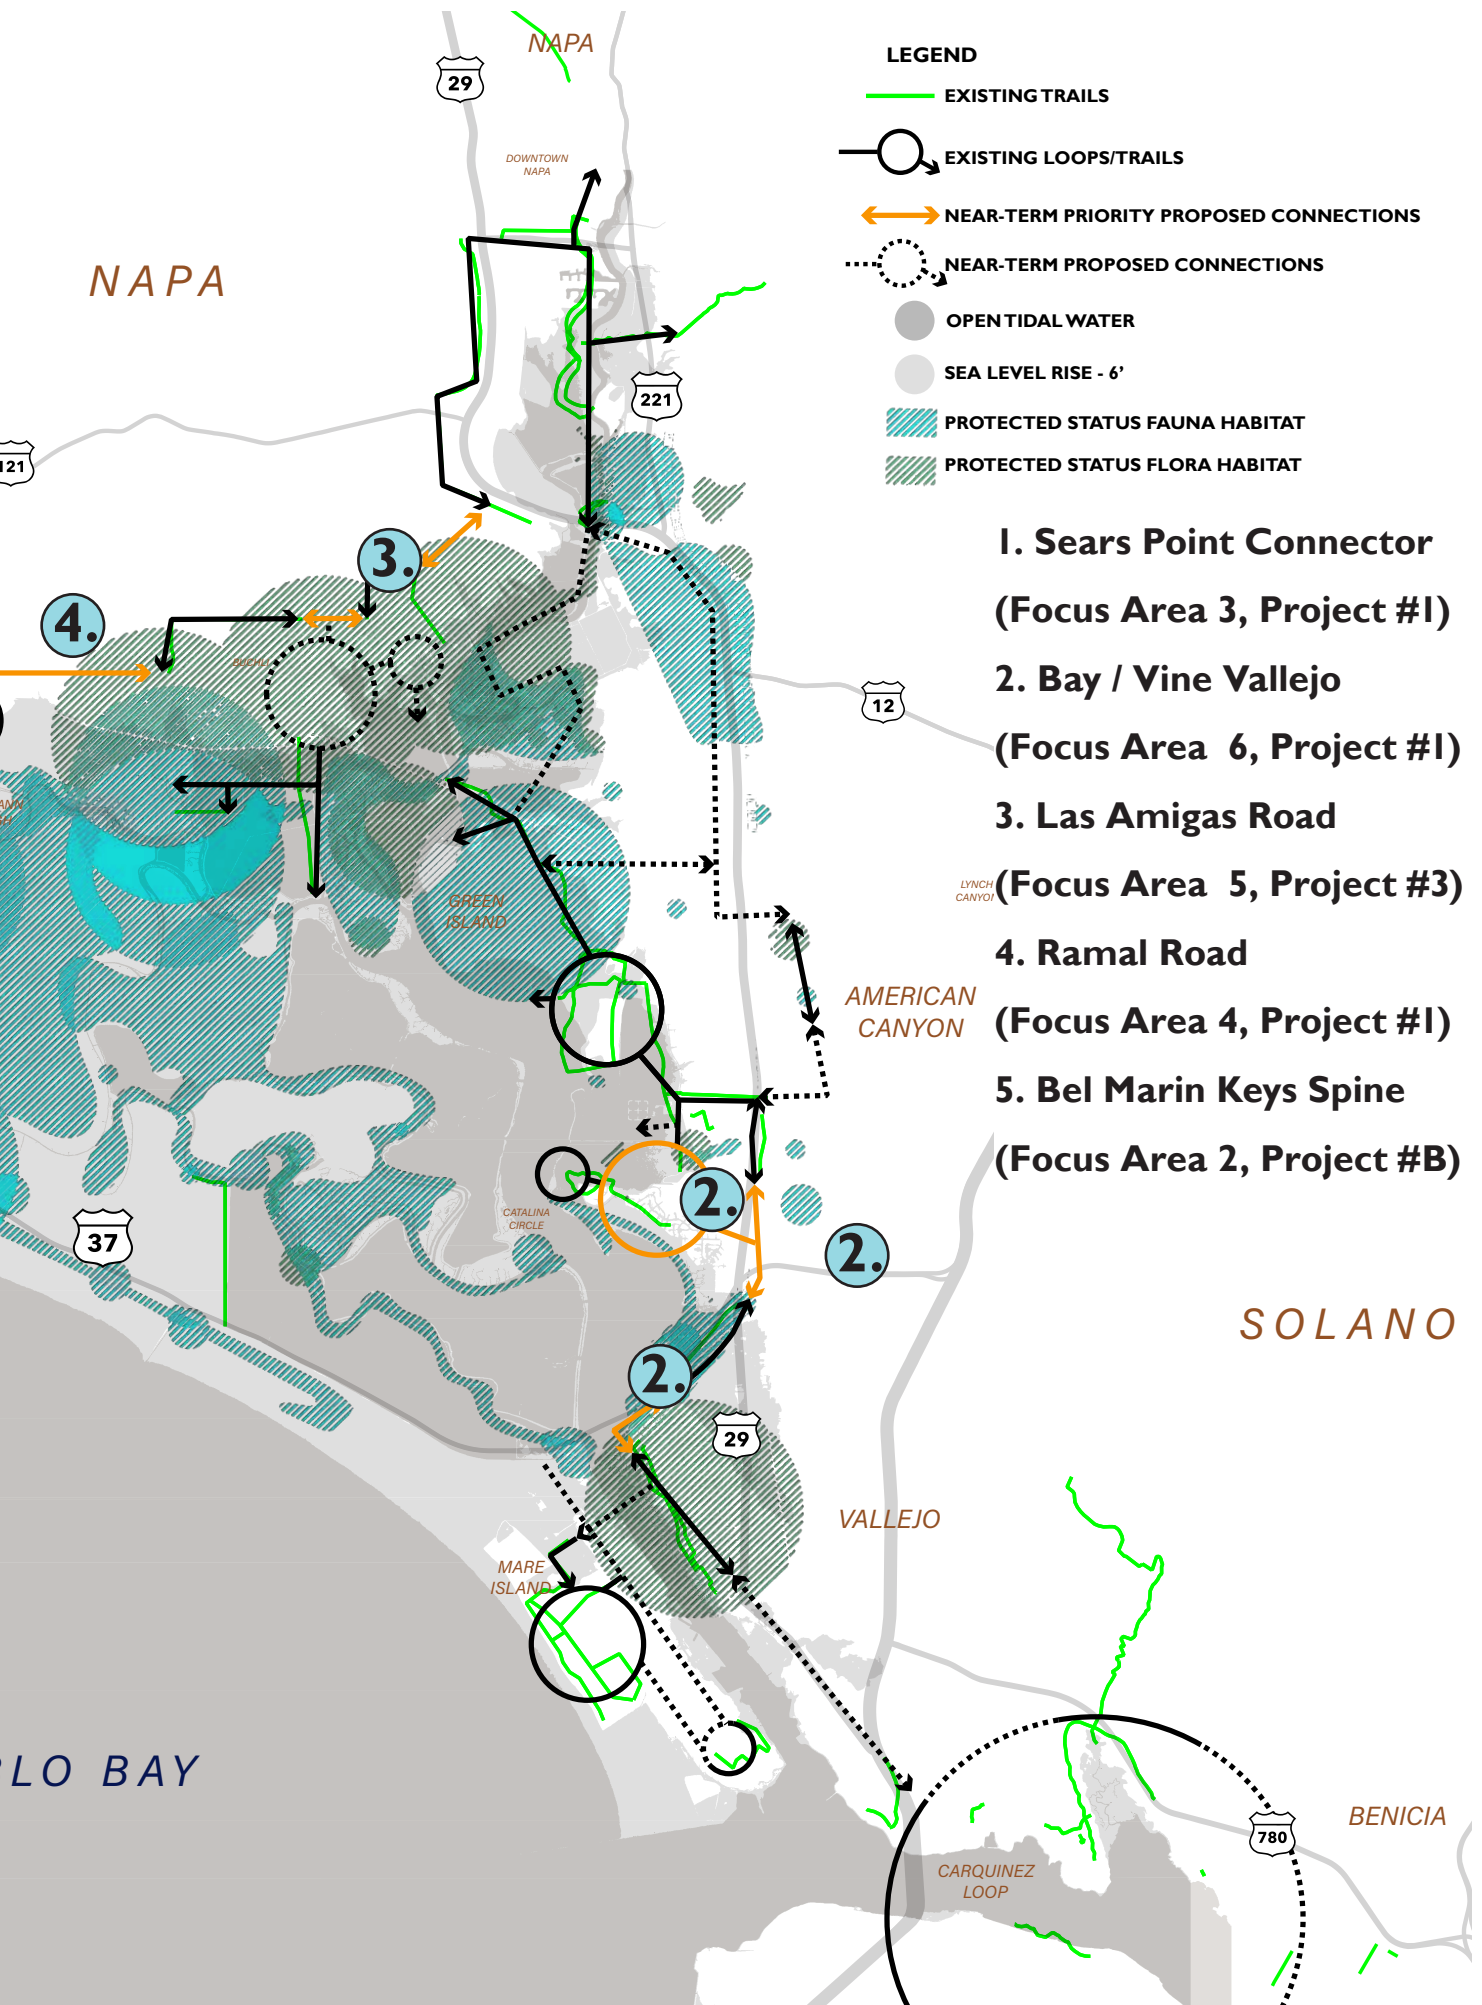 NAPA
29
LEGEND
EXISTING TRAILS
DOWNTOWN
NAPA
EXISTING LOOPS/TRAILS
NEAR-TERM PRIORITY PROPOSED CONNECTIONS
NEAR-TERM PROPOSED CONNECTIONS
NAPA
OPEN TIDAL WATER
SEA LEVEL RISE - 6'
221
PROTECTED STATUS FAUNA HABITAT
121
PROTECTED STATUS FLORA HABITAT
1. Sears Point Connector
(Focus Area 3, Project #1)
2. Bay / Vine Vallejo
(Focus Area 6, Project #1)
3. Las Amigas Road
(Focus Area 5, Project #3)
4. Ramal Road
(Focus Area 4, Project #1)
5. Bel Marin Keys Spine
(Focus Area 2, Project #B)
3.
4.
12
LYNCH
GREEN
ISLAND
AMERICAN
CANYON
2.
CATALINA
CIRCLE
37
2.
SOLANO
2.
29
VALLEJO
MARE
ISLAND
BLO BAY
BENICIA
780
CARQUINEZ
LOOP